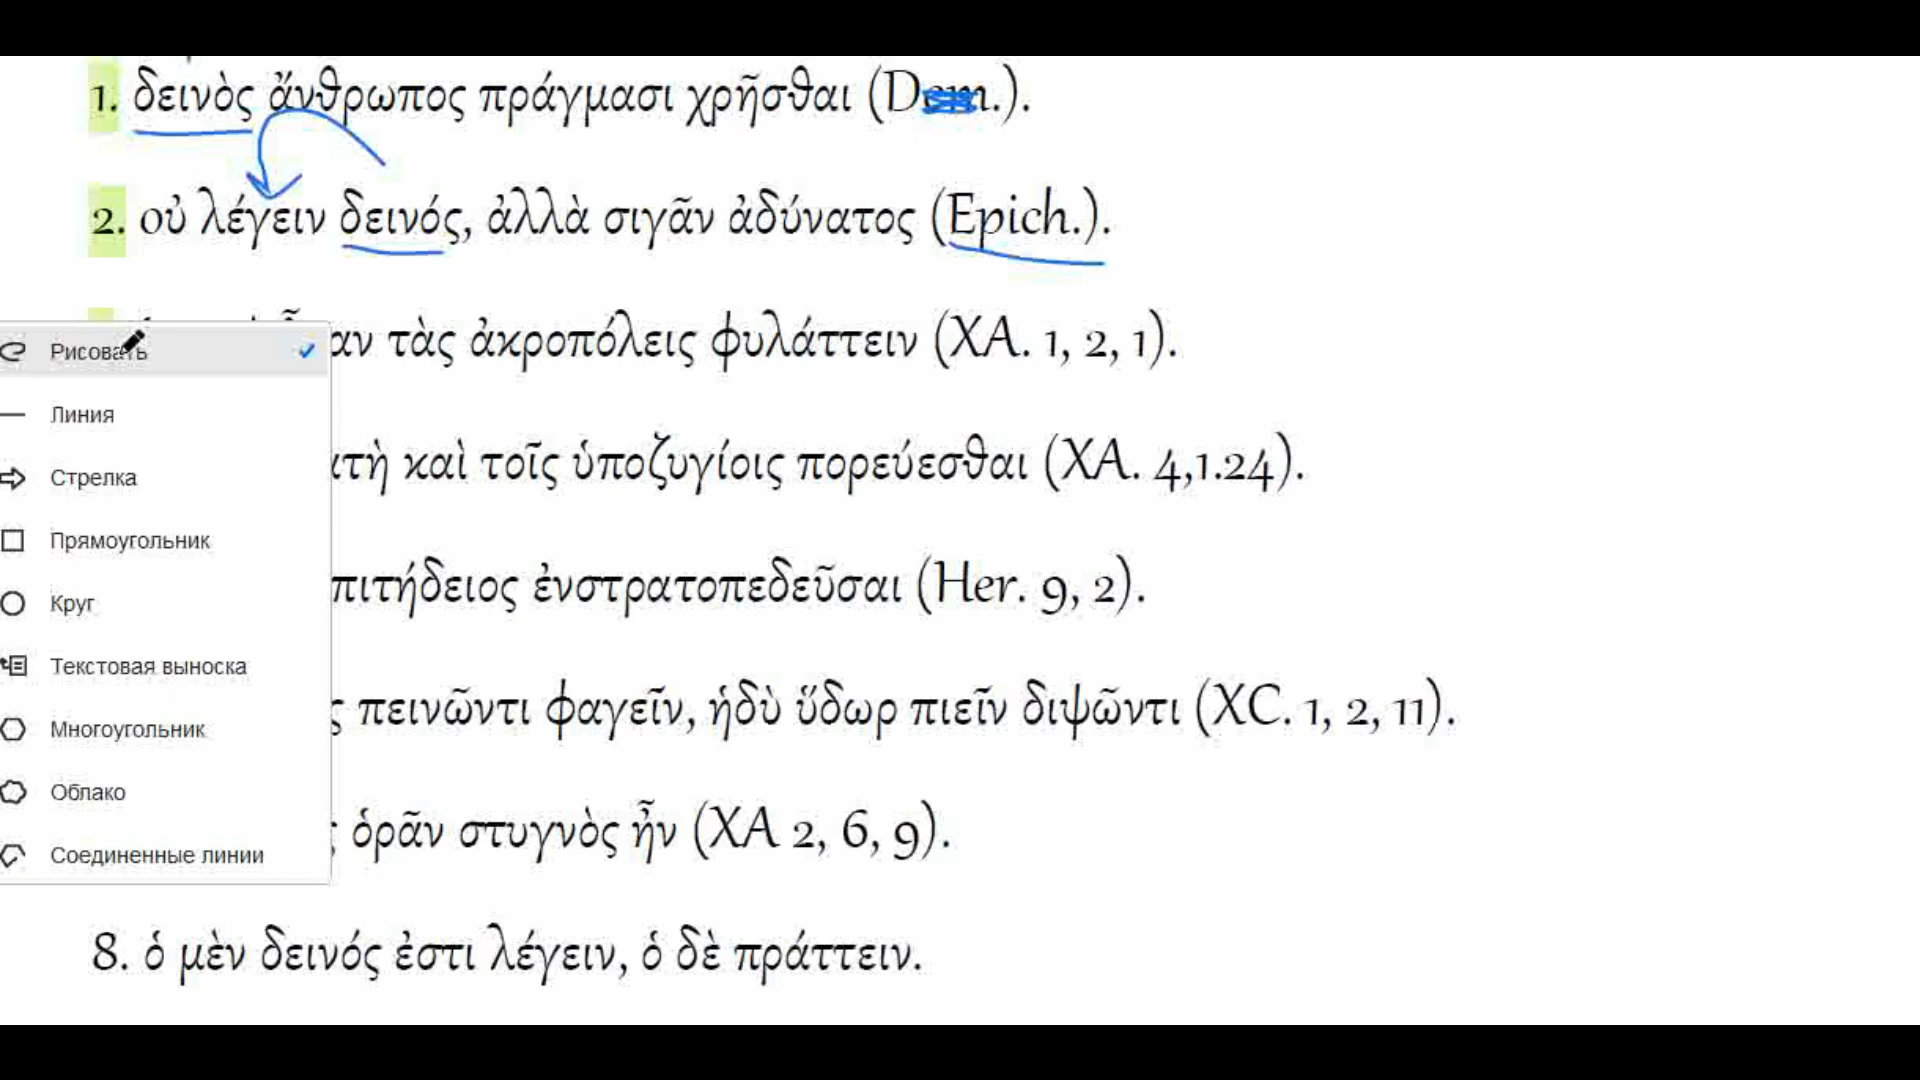 1. δεινὸς ἄνθρωπος πράγμασι χρῆσθαι (Dem.).
2. οὐ λέγειν δεινός, ἀλλὰ σιγᾶν ἀδύνατος (Epich.).
τὰς ἀκροπόλεις φυλάττειν (XA. 1, 2, 1).
καὶ τοῖς ὑποζυγίοις πορεύεσθαι (XA. 4,1.24).
ἐνστρατοπεδεῦσαι (Her. 9, 2).
πεινῶντι φαγεῖν, ἡδὺ ὕδωρ πιεῖν διψῶντι (XC. 1, 2, 11).
ὁρᾶν στυγνὸς ἦν (XA 2, 6, 9).
8. ὁ μὲν δεινός ἐστι λέγειν, ὁ δὲ πράττειν.
Рисовать
Линия
Стрелка
Прямоугольник
Круг
Текстовая выноска
Многоугольник
Облако
Соединенные линии